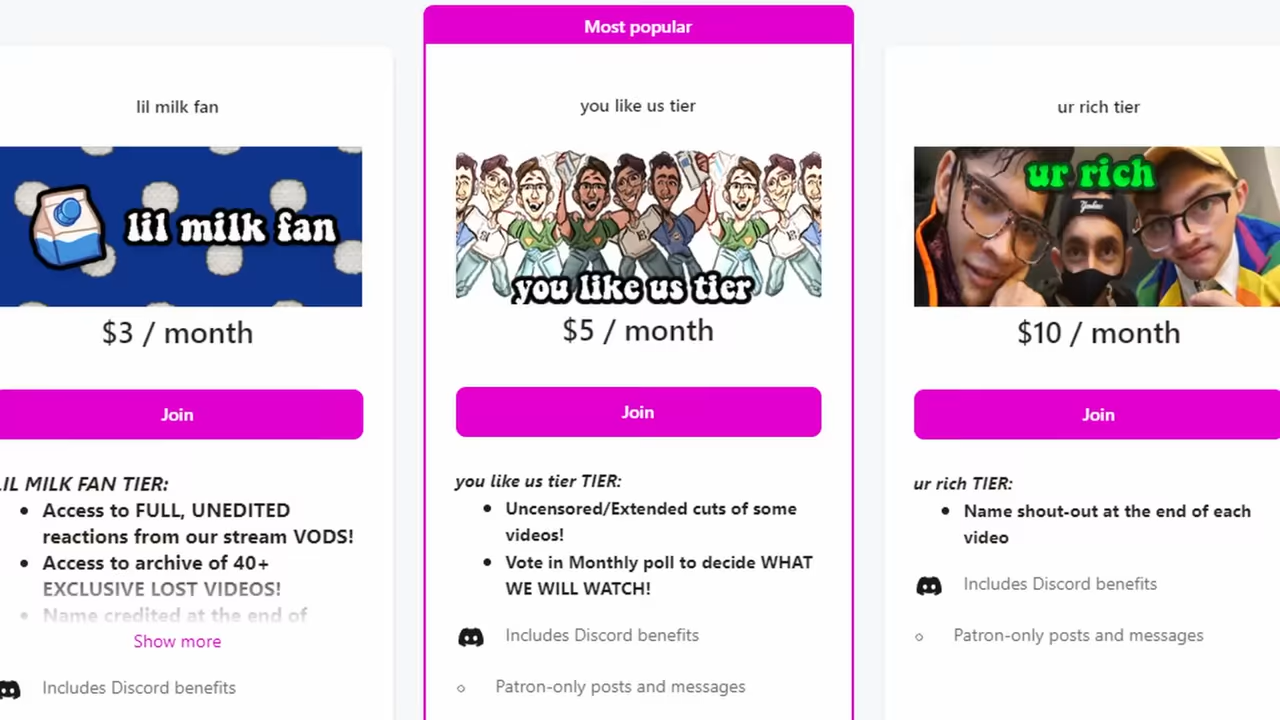 Most popular
lil milk fan
lil milk fan
$3 / month
Join
LIL MILK FAN TIER:
• Access to FULL, UNEDITED
reactions from our stream VODS!
• Access to archive of 40+
EXCLUSIVE LOST VIDEOS!
• Name credited at the end of
Show more
Includes Discord benefits
you like us tier
you like us tier
$5 / month
Join
you like us tier TIER:
• Uncensored/Extended cuts of some
videos!
• Vote in Monthly poll to decide WHAT
WE WILL WATCH!
Includes Discord benefits
Patron-only posts and messages
ur rich tier
ur rich
Yankees
$10 / month
Join
ur rich TIER:
• Name shout-out at the end of each
video
Includes Discord benefits
Patron-only posts and messages